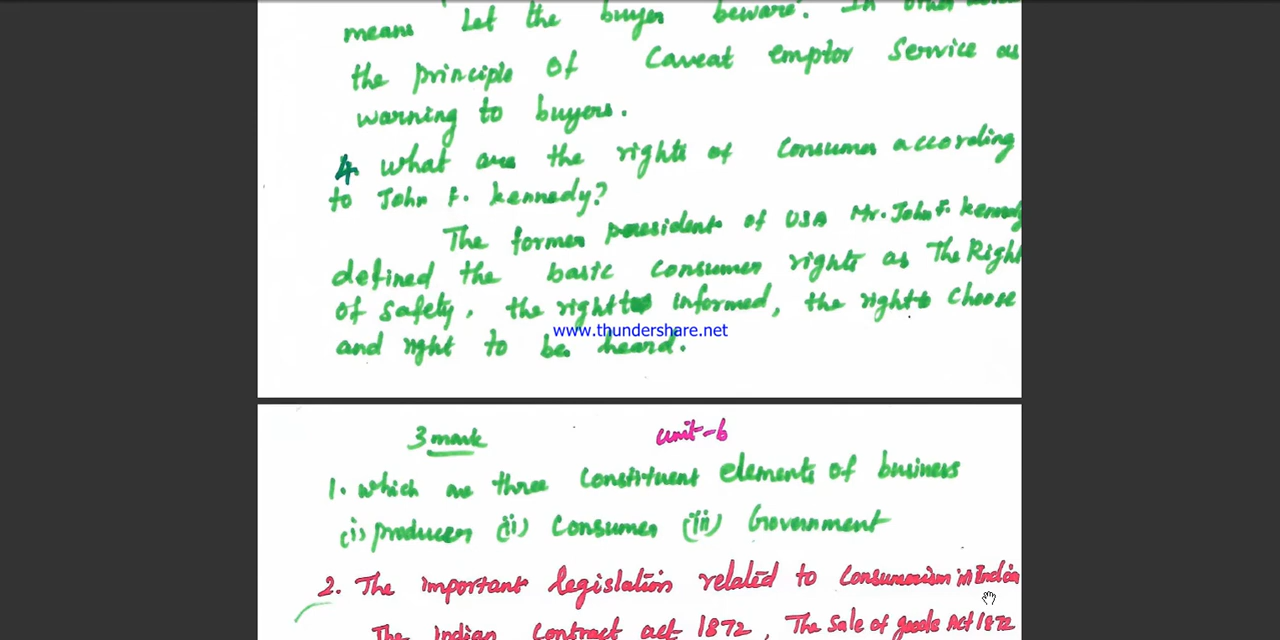 means 'Let the buyer beware'. In other
the principle of Caveat emptor Service as
warning to buyers.
4. What are the rights of Consumer according
to John F. Kennedy?
The former president of USA Mr. John F. Kennedy
defined the basic consumer rights as The Right
of safety, the right to informed, the right to choose
www.thundershare.net
and right to be heard.
3 mark unit-6
1. which are three Constituent elements of business
(i) producer (ii) Consumer (iii) Government
2. The important legislation related to Consumerism in India
The Indian Contract act 1872, The Sale of goods Act 1872